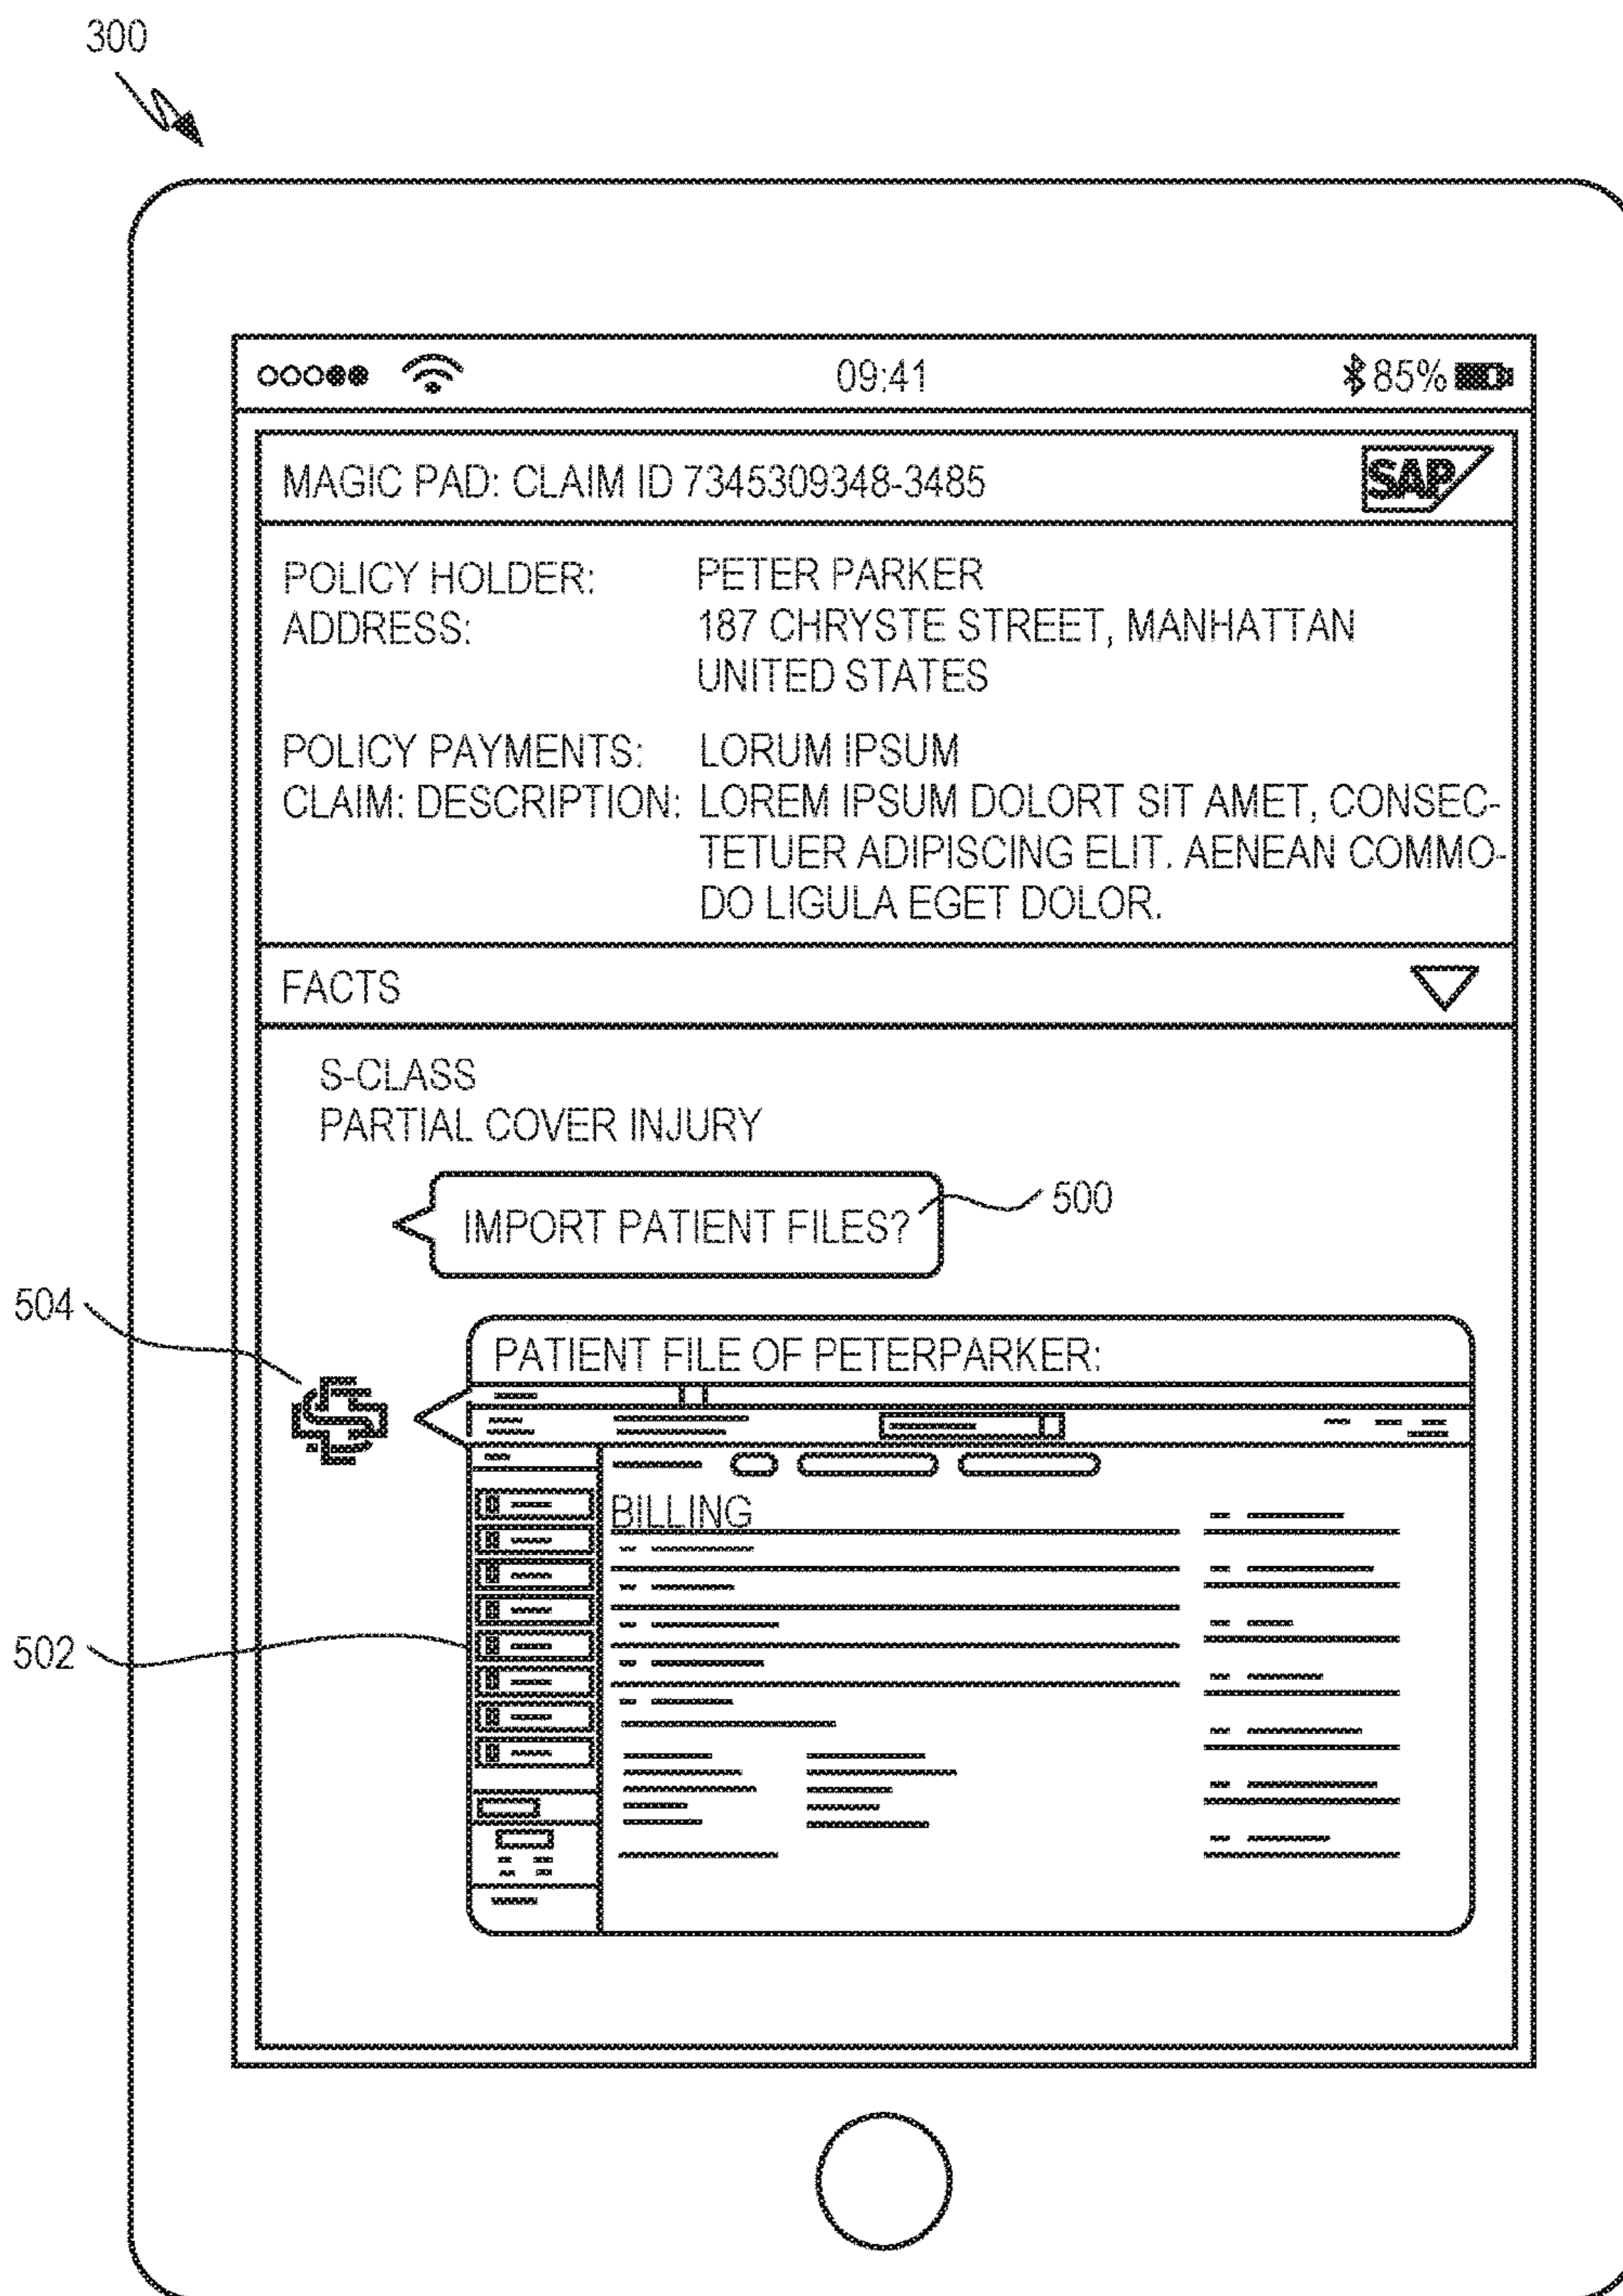 300
09:41
85%
MAGIC PAD: CLAIM ID 7345309348-3485
SAP
POLICY HOLDER: PETER PARKER
ADDRESS: 187 CHRYSTE STREET, MANHATTAN
UNITED STATES
POLICY PAYMENTS: LORUM IPSUM
CLAIM: DESCRIPTION: LOREM IPSUM DOLORT SIT AMET, CONSEC-
TETUER ADIPISCING ELIT. AENEAN COMMO-
DO LIGULA EGET DOLOR.
FACTS
S-CLASS
PARTIAL COVER INJURY
IMPORT PATIENT FILES?
500
504
PATIENT FILE OF PETERPARKER:
BILLING
502